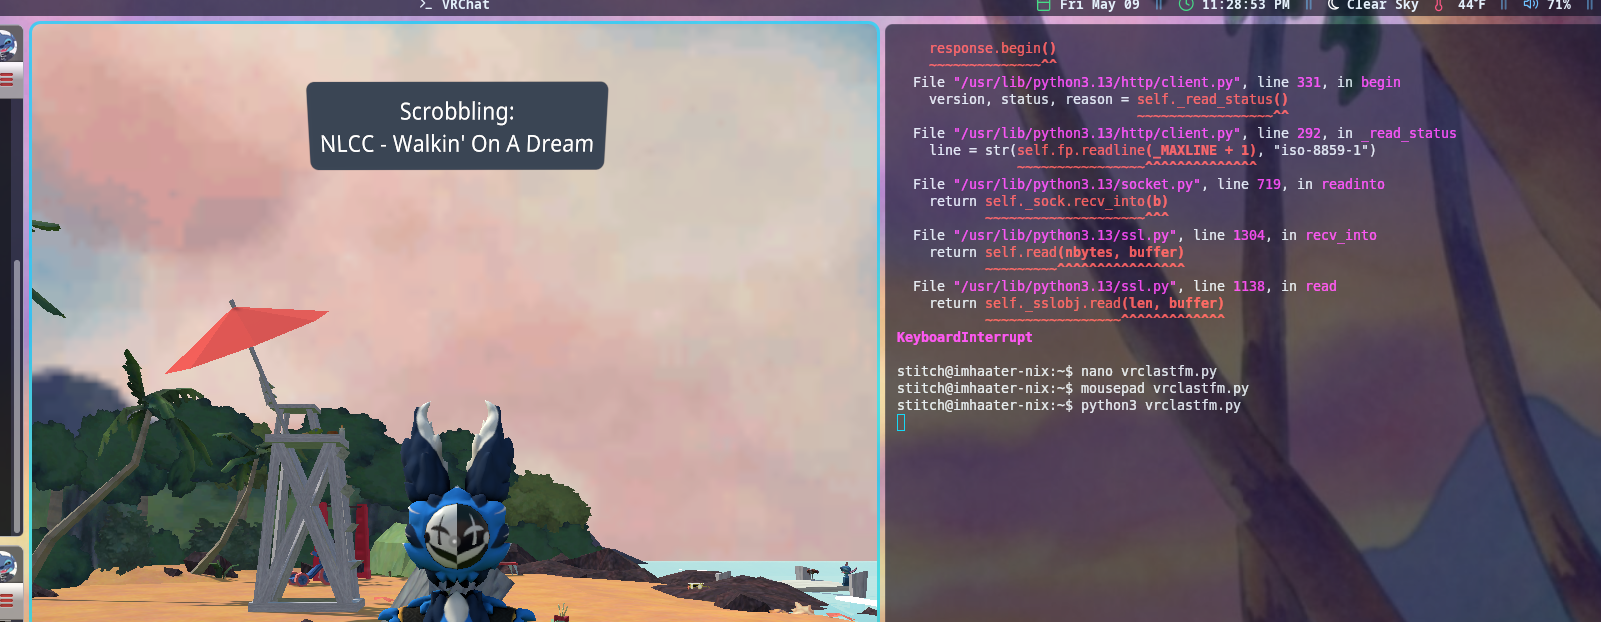 VRChat
Fri May 09 11:28:53 PM Clear Sky 44°F 71%
Scrobbling:
NLCC - Walkin' On A Dream
response.begin()
~~~~~~~~~~~~~~^^
File "/usr/lib/python3.13/http/client.py", line 331, in begin
version, status, reason = self._read_status()
~~~~~~~~~~~~~~~~~^^
File "/usr/lib/python3.13/http/client.py", line 292, in _read_status
line = str(self.fp.readline(_MAXLINE + 1), "iso-8859-1")
~~~~~~~~~~~~~~~~^^^^^^^^^^^^^^
File "/usr/lib/python3.13/socket.py", line 719, in readinto
return self._sock.recv_into(b)
~~~~~~~~~~~~~~~~~~~~^^^
File "/usr/lib/python3.13/ssl.py", line 1304, in recv_into
return self.read(nbytes, buffer)
~~~~~~~~~^^^^^^^^^^^^^^^^
File "/usr/lib/python3.13/ssl.py", line 1138, in read
return self._sslobj.read(len, buffer)
~~~~~~~~~~~~~~~~~^^^^^^^^^^^^^
KeyboardInterrupt
stitch@imhaater-nix:~$ nano vrclastfm.py
stitch@imhaater-nix:~$ mousepad vrclastfm.py
stitch@imhaater-nix:~$ python3 vrclastfm.py